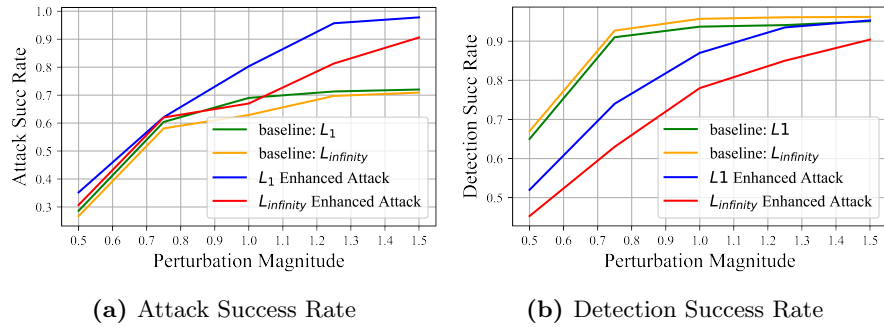 Attack Succ Rate
1.0
0.9
0.8
0.7
0.6
0.5
0.4
0.3
baseline: L1
baseline: Linfinity
L1 Enhanced Attack
Linfinity Enhanced Attack
0.5 0.6 0.7 0.8 0.9 1.0 1.1 1.2 1.3 1.4 1.5
Perturbation Magnitude
(a) Attack Success Rate
Detection Succ Rate
0.9
0.8
0.7
0.6
0.5
baseline: L1
baseline: Linfinity
L1 Enhanced Attack
Linfinity Enhanced Attack
0.5 0.6 0.7 0.8 0.9 1.0 1.1 1.2 1.3 1.4 1.5
Perturbation Magnitude
(b) Detection Success Rate